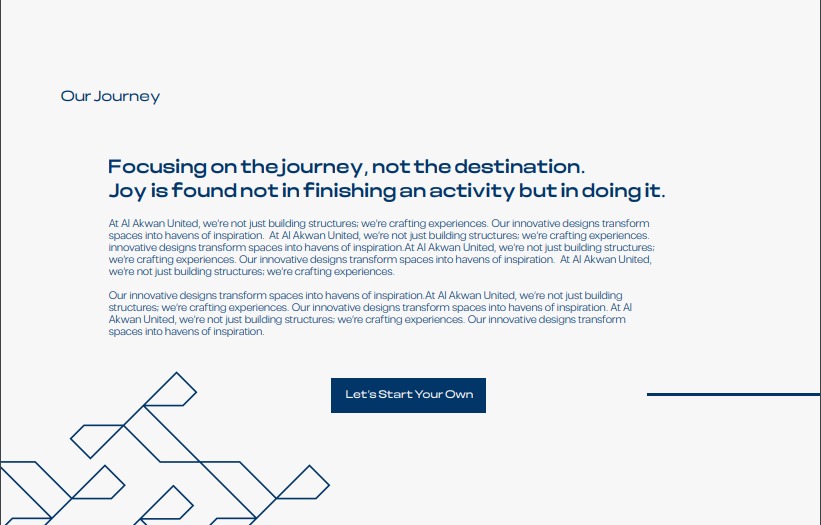 Our Journey
Focusing on the journey, not the destination.
Joy is found not in finishing an activity but in doing it.
At Al Akwan United, we're not just building structures; we're crafting experiences. Our innovative designs transform
spaces into havens of inspiration.  At Al Akwan United, we're not just building structures; we're crafting experiences.
innovative designs transform spaces into havens of inspiration.At Al Akwan United, we're not just building structures;
we're crafting experiences. Our innovative designs transform spaces into havens of inspiration.  At Al Akwan United,
we're not just building structures; we're crafting experiences.
Our innovative designs transform spaces into havens of inspiration.At Al Akwan United, we're not just building
structures; we're crafting experiences. Our innovative designs transform spaces into havens of inspiration. At Al
Akwan United, we're not just building structures; we're crafting experiences. Our innovative designs transform
spaces into havens of inspiration.
Let's Start Your Own